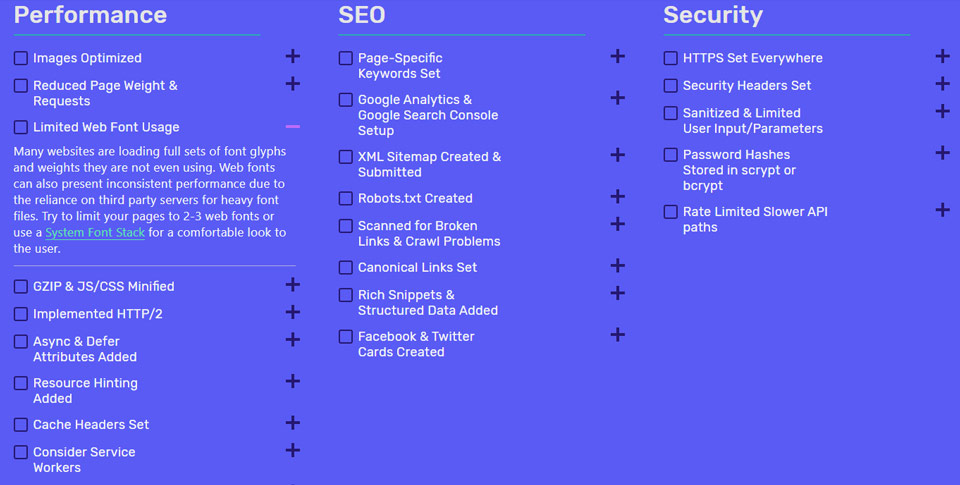 Performance
Images Optimized
Reduced Page Weight &
Requests
Limited Web Font Usage
Many websites are loading full sets of font glyphs
and weights they are not even using. Web fonts
can also present inconsistent performance due to
the reliance on third party servers for heavy font
files. Try to limit your pages to 2-3 web fonts or
use a System Font Stack for a comfortable look to
the user.
GZIP & JS/CSS Minified
Implemented HTTP/2
Async & Defer
Attributes Added
Resource Hinting
Added
Cache Headers Set
Consider Service
Workers
SEO
Page-Specific
Keywords Set
Google Analytics &
Google Search Console
Setup
XML Sitemap Created &
Submitted
Robots.txt Created
Scanned for Broken
Links & Crawl Problems
Canonical Links Set
Rich Snippets &
Structured Data Added
Facebook & Twitter
Cards Created
Security
HTTPS Set Everywhere
Security Headers Set
Sanitized & Limited
User Input/Parameters
Password Hashes
Stored in scrypt or
bcrypt
Rate Limited Slower API
paths